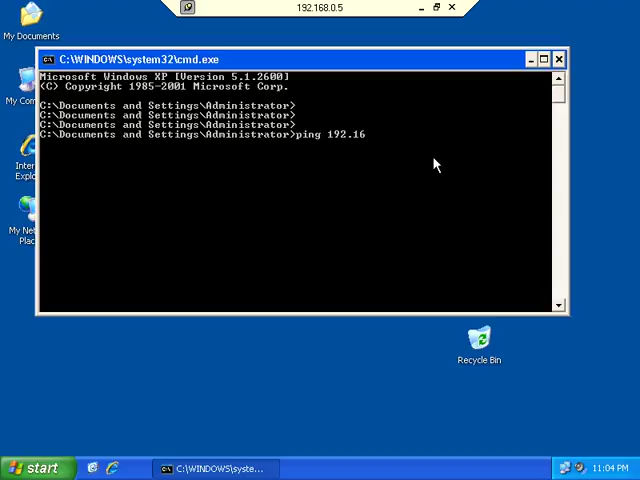 192.168.0.5
My Documents
C:\WINDOWS\system32\cmd.exe
Microsoft Windows XP [Version 5.1.2600]
(C) Copyright 1985-2001 Microsoft Corp.
C:\Documents and Settings\Administrator>
C:\Documents and Settings\Administrator>
C:\Documents and Settings\Administrator>
C:\Documents and Settings\Administrator>ping 192.16
My Com
Intern
Explo
My Net
Plac
Recycle Bin
start
C:\WINDOWS\syste...
11:04 PM